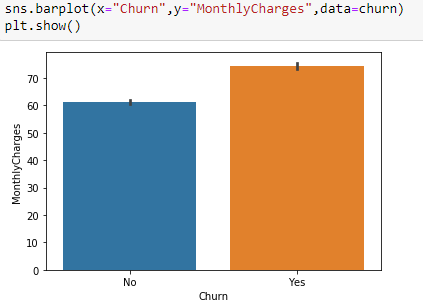 sns.barplot(x="Churn",y="MonthlyCharges",data=churn)
plt.show()
70
60
50
40
30
20
10
0
MonthlyCharges
No Yes
Churn